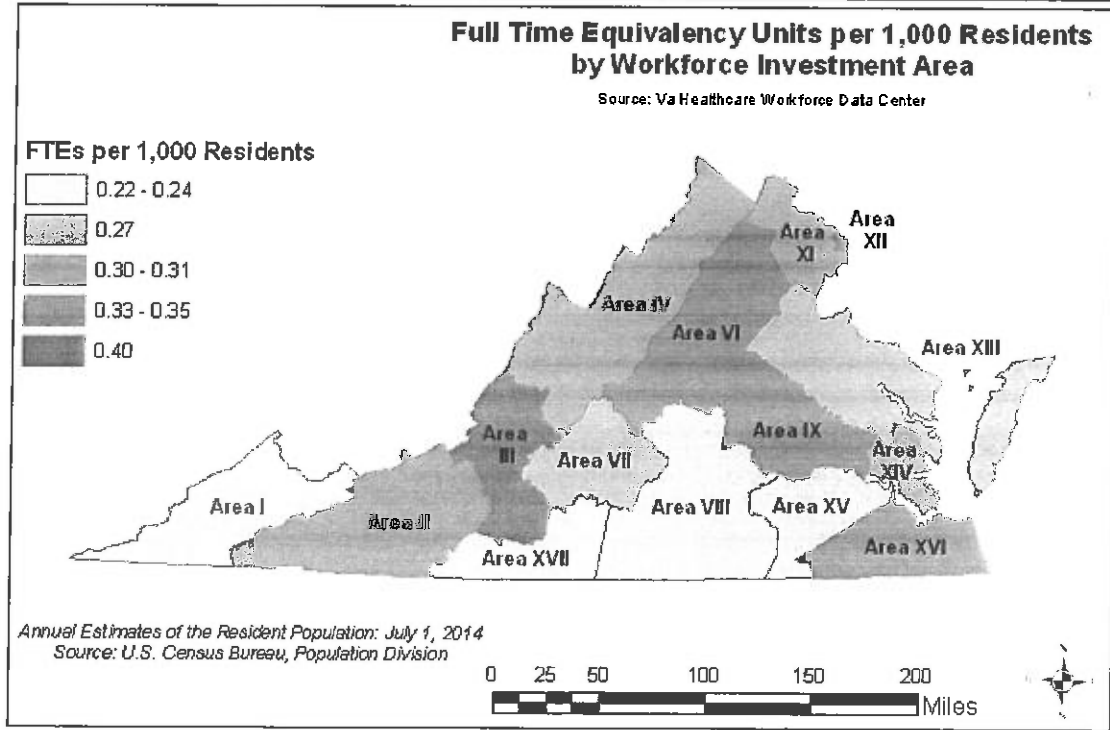 Full Time Equivalency Units per 1,000 Residents
by Workforce Investment Area
Source: Va Healthcare Workforce Data Center
FTEs per 1,000 Residents
0.22 - 0.24
0.27
0.30 - 0.31
0.33 - 0.35
0.40
Area
XII
Area
XI
Area IV
Area VI
Area XIII
Area
III
Area IX
Area VII
Area
XIV
Area I
Area VIII
Area XV
Area II
Area XVII
Area XVI
Annual Estimates of the Resident Population: July 1, 2014
Source: U.S. Census Bureau, Population Division
0 25 50 100 150 200
Miles